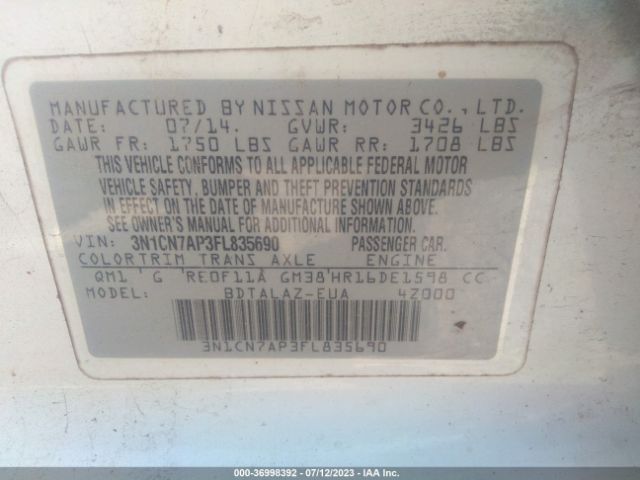 MANUFACTURED BY NISSAN MOTOR CO., LTD.
DATE: 07/14. GVWR: 3426 LBS
GAWR FR: 1750 LBS GAWR RR: 1708 LBS
THIS VEHICLE CONFORMS TO ALL APPLICABLE FEDERAL MOTOR
VEHICLE SAFETY, BUMPER AND THEFT PREVENTION STANDARDS
IN EFFECT ON THE DATE OF MANUFACTURE SHOWN ABOVE.
SEE OWNER'S MANUAL FOR ADDITIONAL INFORMATION.
VIN: 3N1CN7AP3FL835690 PASSENGER CAR.
COLOR TRIM TRANS AXLE ENGINE
QM1 G RE0F11A GM38 HR16DE1598 CC
MODEL: BDTALAZ-EUA 4Z000
3N1CN7AP3FL835690
000-36998392 - 07/12/2023 - IAA Inc.